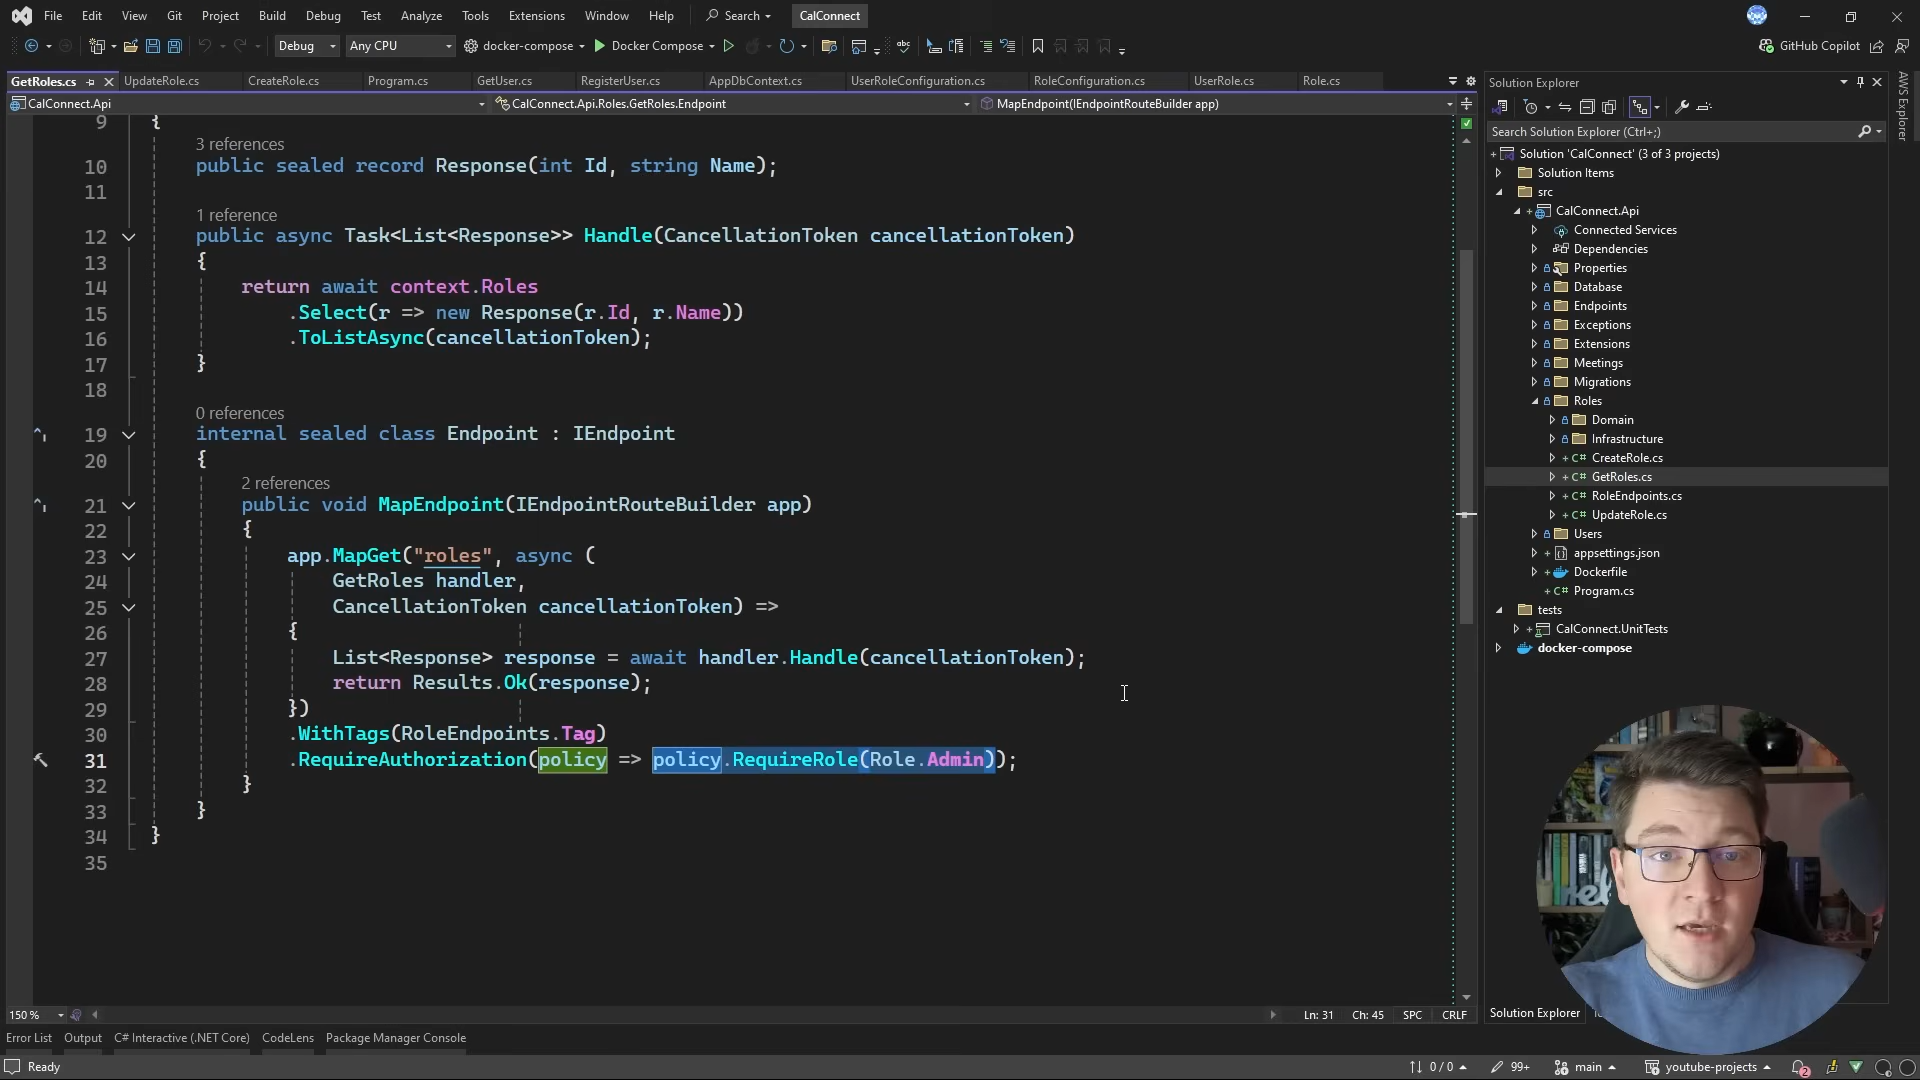 File Edit View Git Project Build Debug Test Analyze Tools Extensions Window Help Search CalConnect
Debug Any CPU docker-compose Docker Compose GitHub Copilot
GetRoles.cs UpdateRole.cs CreateRole.cs Program.cs GetUser.cs RegisterUser.cs AppDbContext.cs UserRoleConfiguration.cs RoleConfiguration.cs UserRole.cs Role.cs
CalConnect.Api CalConnect.Api.Roles.GetRoles.Endpoint MapEndpoint(IEndpointRouteBuilder app)
9 {
3 references
10 public sealed record Response(int Id, string Name);
11
1 reference
12 public async Task<List<Response>> Handle(CancellationToken cancellationToken)
13 {
14 return await context.Roles
15 .Select(r => new Response(r.Id, r.Name))
16 .ToListAsync(cancellationToken);
17 }
18
0 references
19 internal sealed class Endpoint : IEndpoint
20 {
2 references
21 public void MapEndpoint(IEndpointRouteBuilder app)
22 {
23 app.MapGet("roles", async (
24 GetRoles handler,
25 CancellationToken cancellationToken) =>
26 {
27 List<Response> response = await handler.Handle(cancellationToken);
28 return Results.Ok(response);
29 })
30 .WithTags(RoleEndpoints.Tag)
31 .RequireAuthorization(policy => policy.RequireRole(Role.Admin));
32 }
33 }
34 }
35
150 % Ln: 31 Ch: 45 SPC CRLF
Error List Output C# Interactive (.NET Core) CodeLens Package Manager Console
Ready 0 / 0 99+ main youtube-projects 2
Solution Explorer
Search Solution Explorer (Ctrl+;)
Solution 'CalConnect' (3 of 3 projects)
Solution Items
src
CalConnect.Api
Connected Services
Dependencies
Properties
Database
Endpoints
Exceptions
Extensions
Meetings
Migrations
Roles
Domain
Infrastructure
C# CreateRole.cs
C# GetRoles.cs
C# RoleEndpoints.cs
C# UpdateRole.cs
Users
appsettings.json
Dockerfile
C# Program.cs
tests
CalConnect.UnitTests
docker-compose
Solution Explorer
AWS Explorer